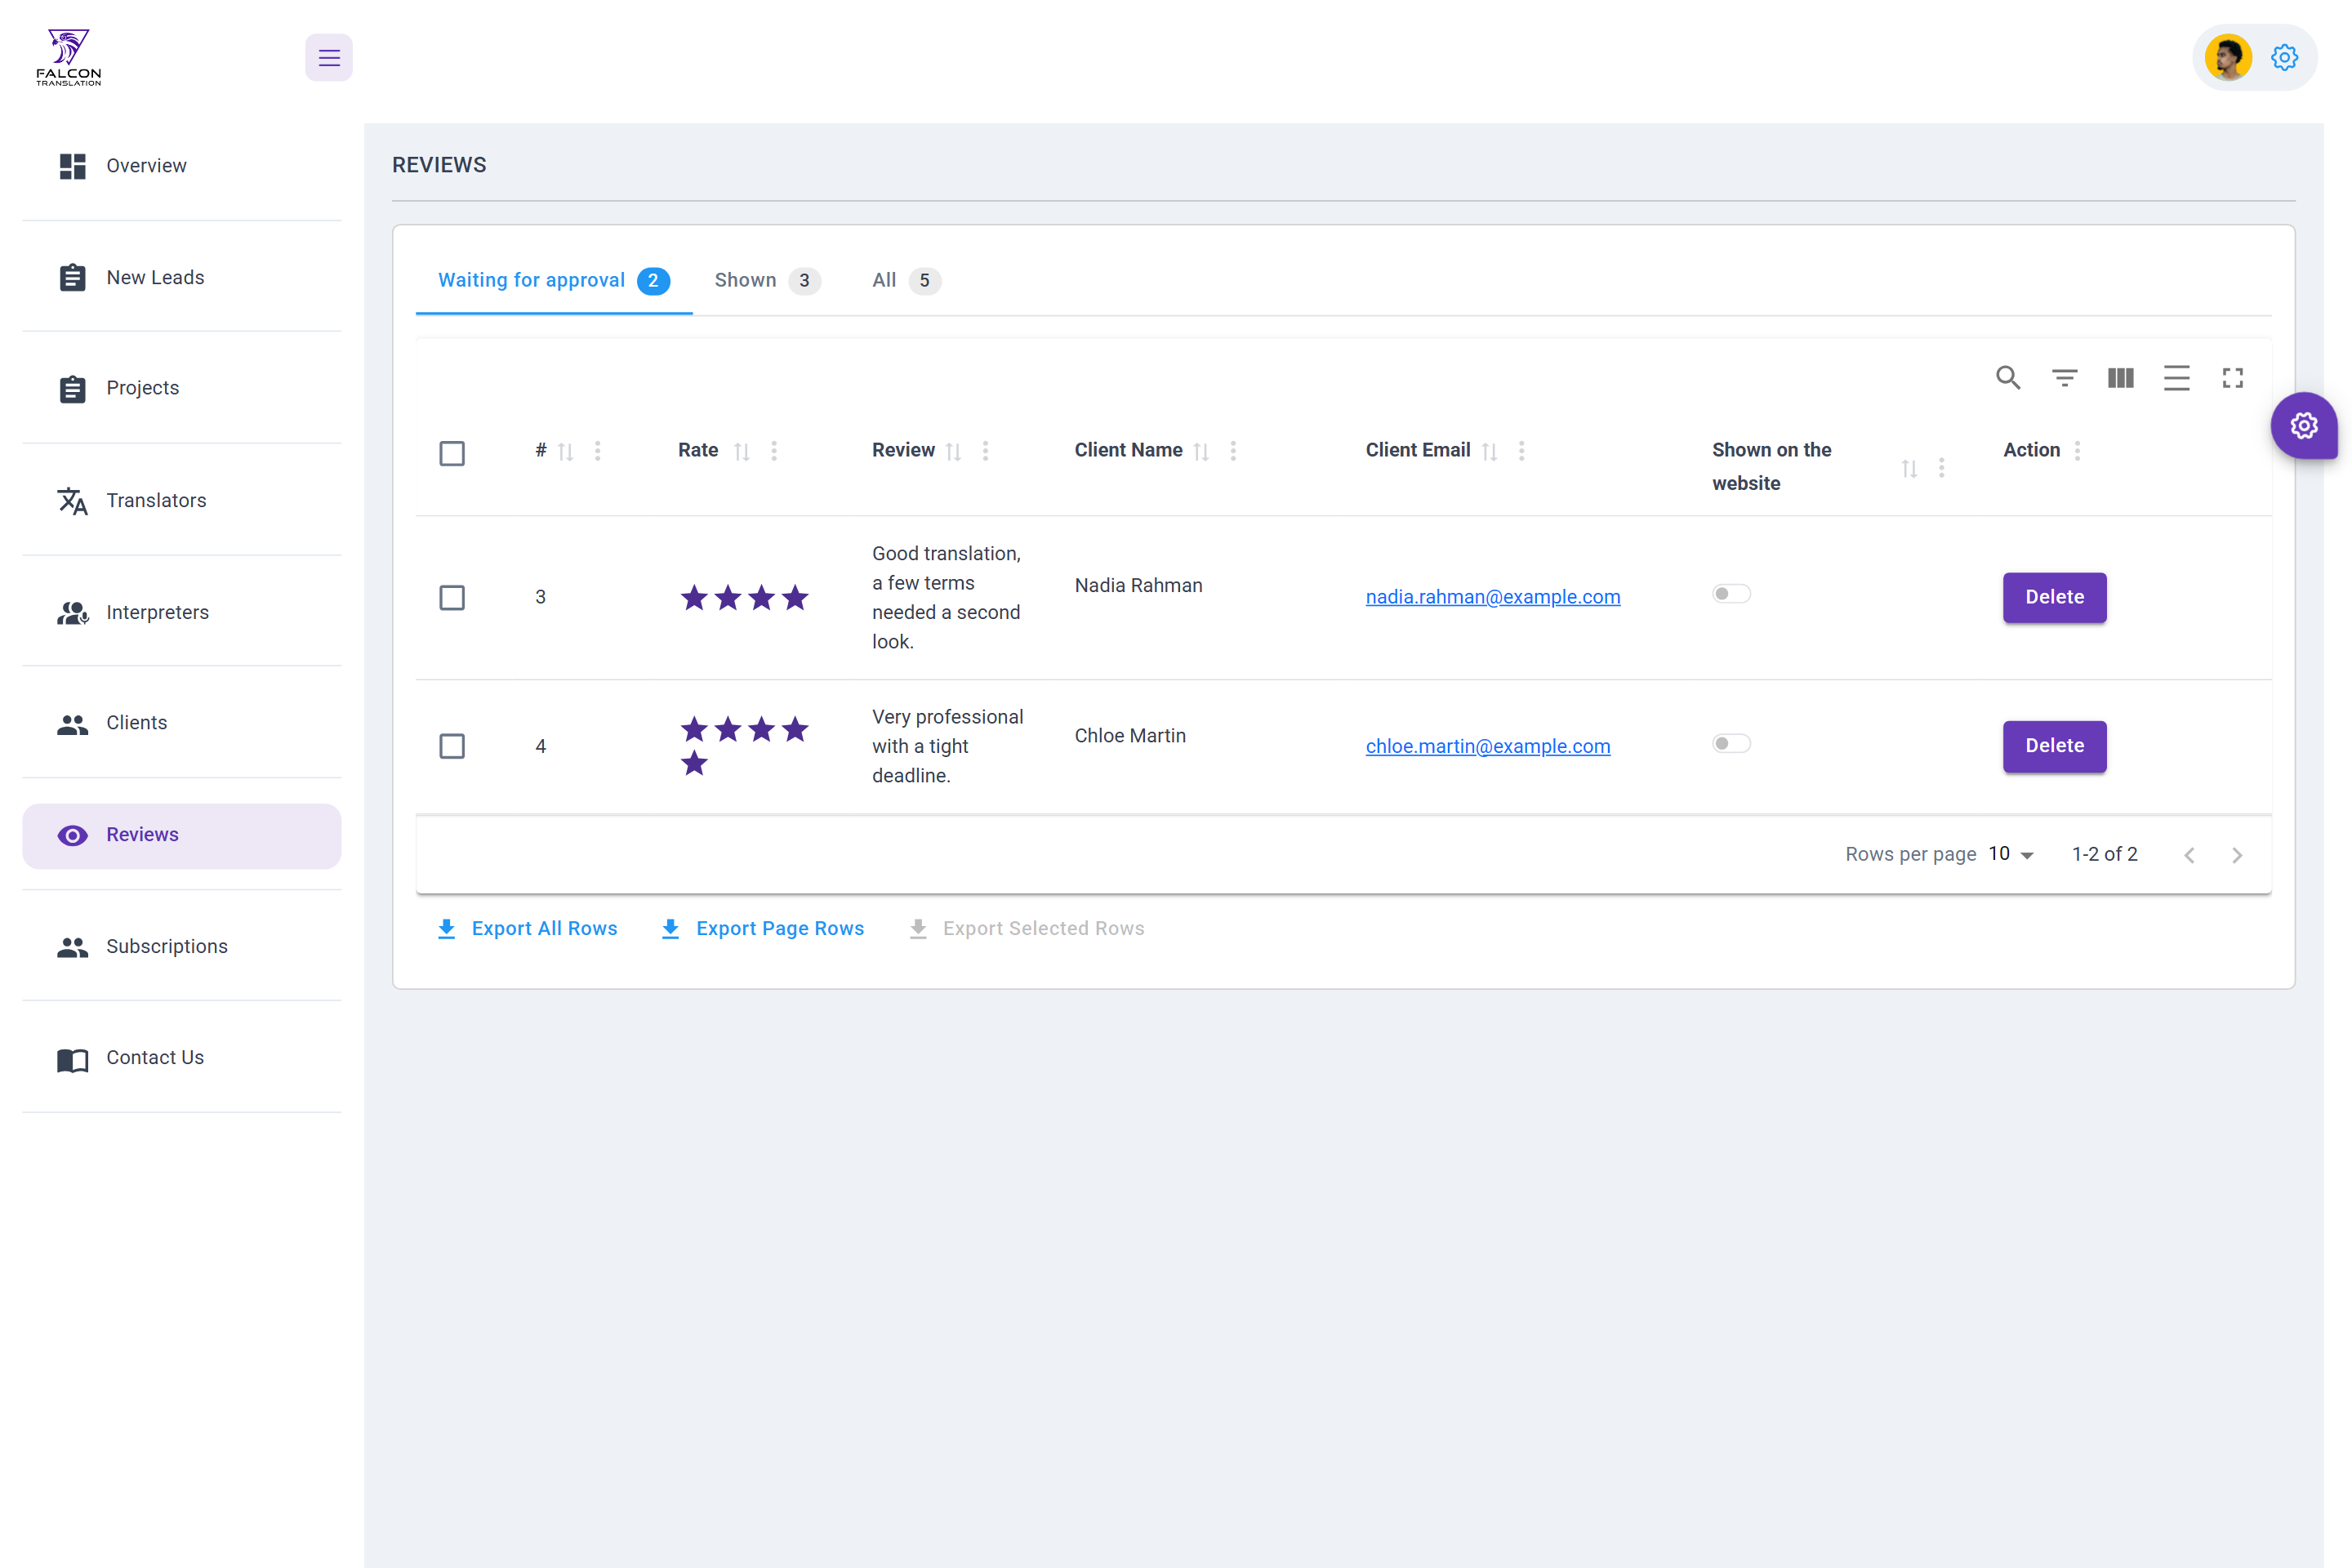 FALCON
TRANSLATION
Overview
New Leads
Projects
Translators
Interpreters
Clients
Reviews
Subscriptions
Contact Us
REVIEWS
Waiting for approval 2 Shown 3 All 5
# Rate Review Client Name Client Email Shown on the website Action
3 Good translation, a few terms needed a second look. Nadia Rahman nadia.rahman@example.com Delete
4 Very professional with a tight deadline. Chloe Martin chloe.martin@example.com Delete
Rows per page 10 1-2 of 2
Export All Rows Export Page Rows Export Selected Rows